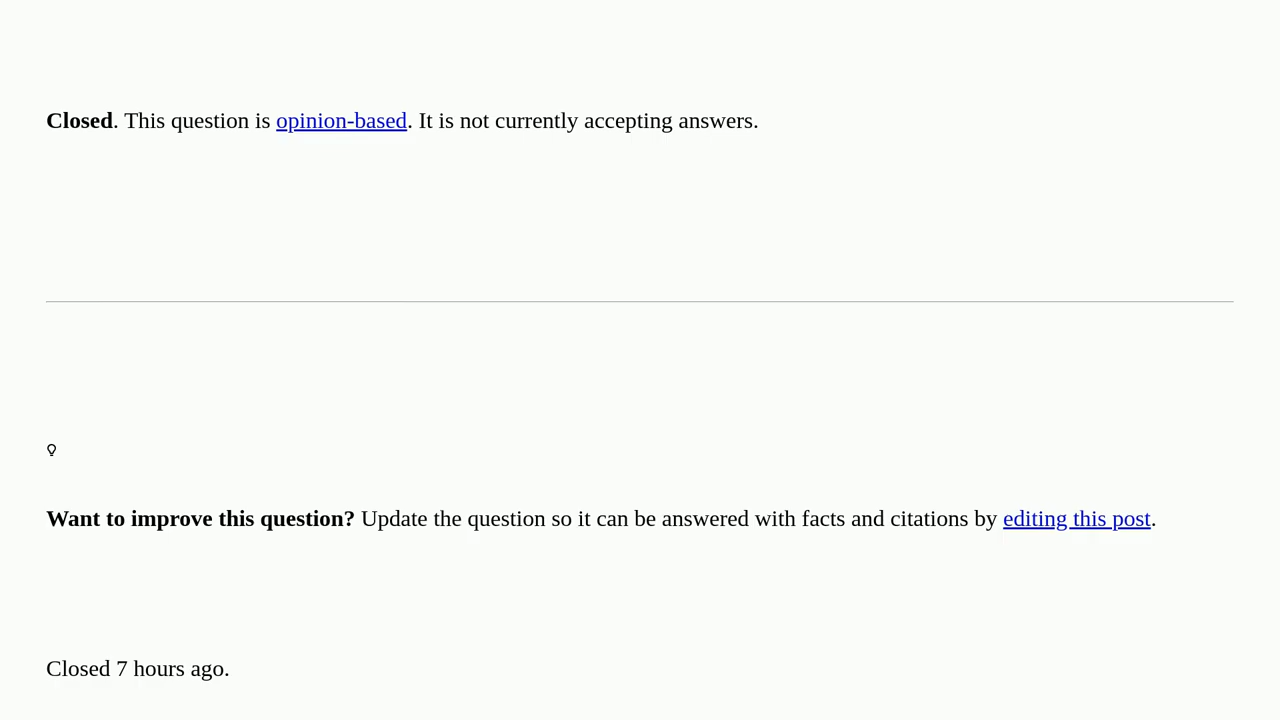 Closed. This question is opinion-based. It is not currently accepting answers.
Want to improve this question? Update the question so it can be answered with facts and citations by editing this post.
Closed 7 hours ago.